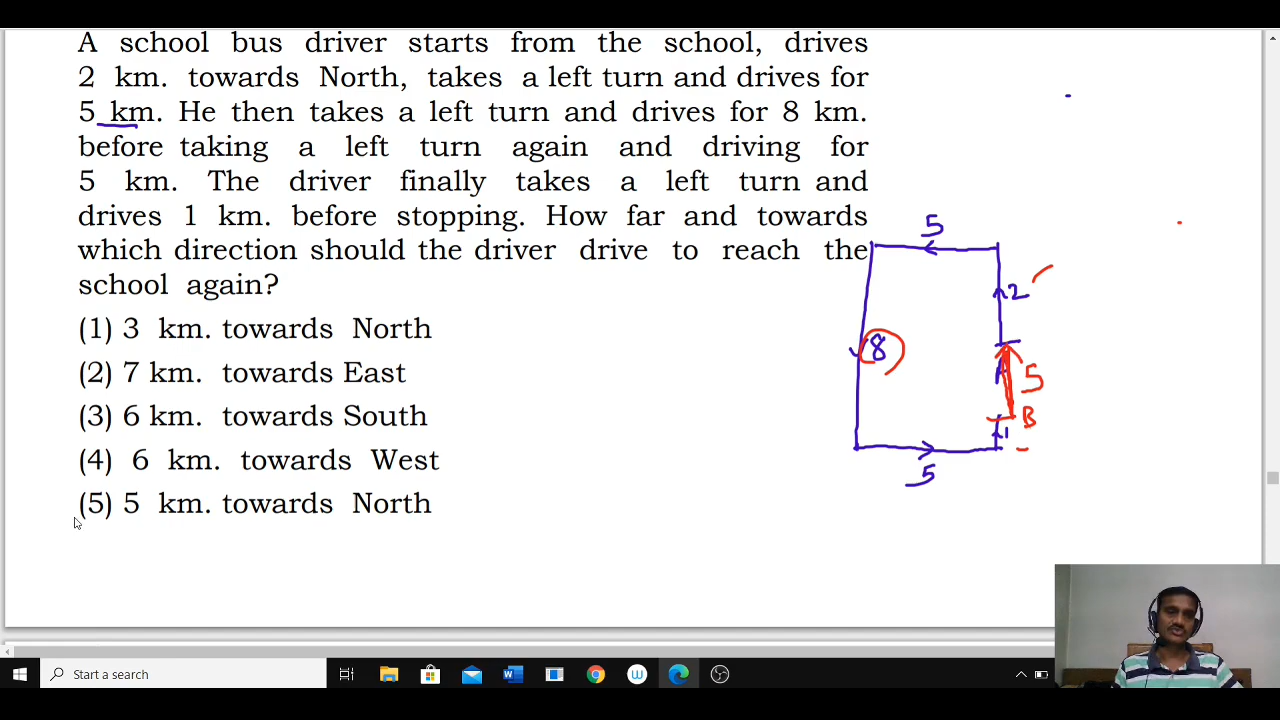 A school bus driver starts from the school, drives
2 km. towards North, takes a left turn and drives for
5 km. He then takes a left turn and drives for 8 km.
before taking a left turn again and driving for
5 km. The driver finally takes a left turn and
drives 1 km. before stopping. How far and towards
which direction should the driver drive to reach the
school again?
(1) 3 km. towards North
(2) 7 km. towards East
(3) 6 km. towards South
(4) 6 km. towards West
(5) 5 km. towards North
5
2
8
A
5
B
1
5
Start a search